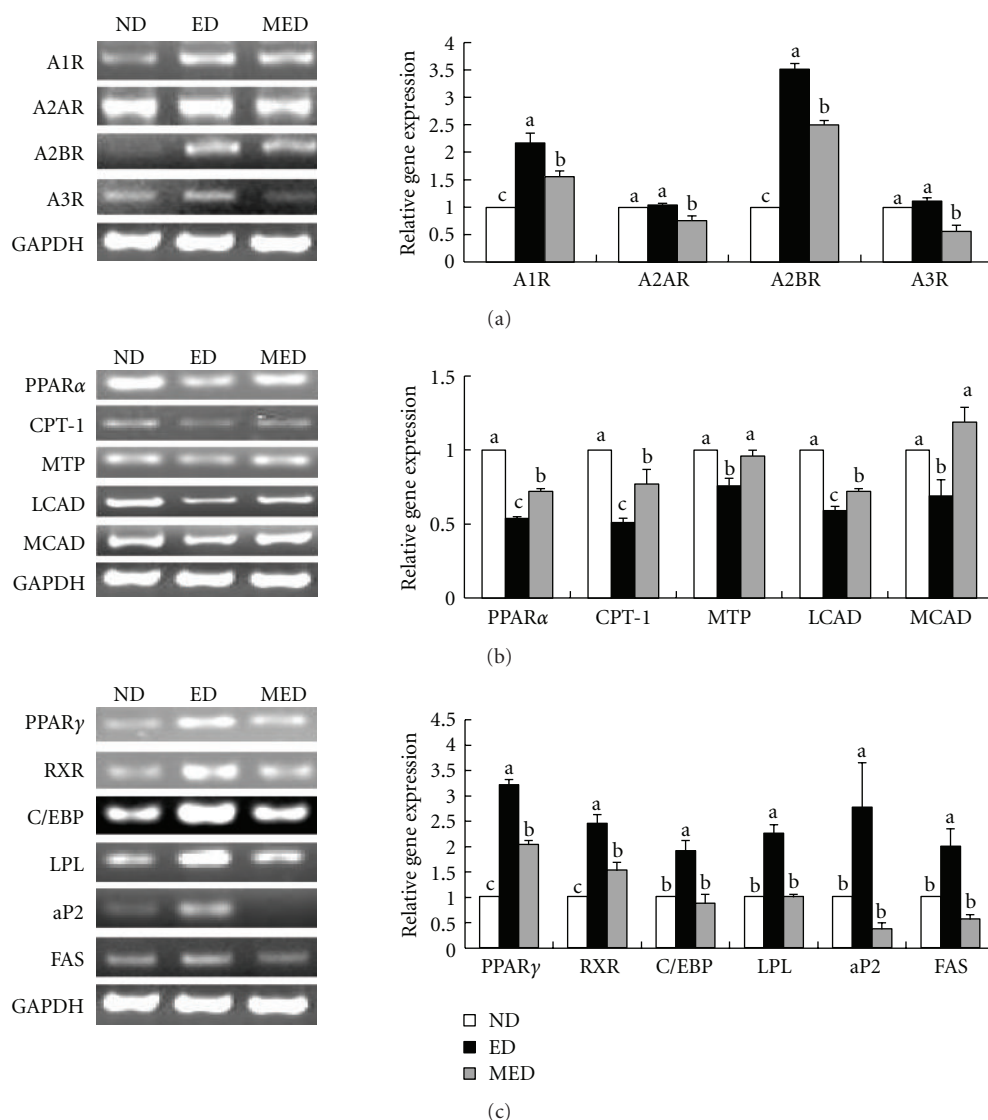 ND ED MED
A1R
A2AR
A2BR
A3R
GAPDH
Relative gene expression
4
3.5
3
2.5
2
1.5
1
0.5
0
c a b
a a b
c a b
a a b
A1R A2AR A2BR A3R
(a)
ND ED MED
PPARα
CPT-1
MTP
LCAD
MCAD
GAPDH
Relative gene expression
1.5
1
0.5
0
a c b
a c b
a b a
a c b
a b a
PPARα CPT-1 MTP LCAD MCAD
(b)
ND ED MED
PPARγ
RXR
C/EBP
LPL
aP2
FAS
GAPDH
Relative gene expression
4.5
4
3.5
3
2.5
2
1.5
1
0.5
0
c a b
c a b
b a b
b a b
b a b
b a b
PPARγ RXR C/EBP LPL aP2 FAS
ND
ED
MED
(c)